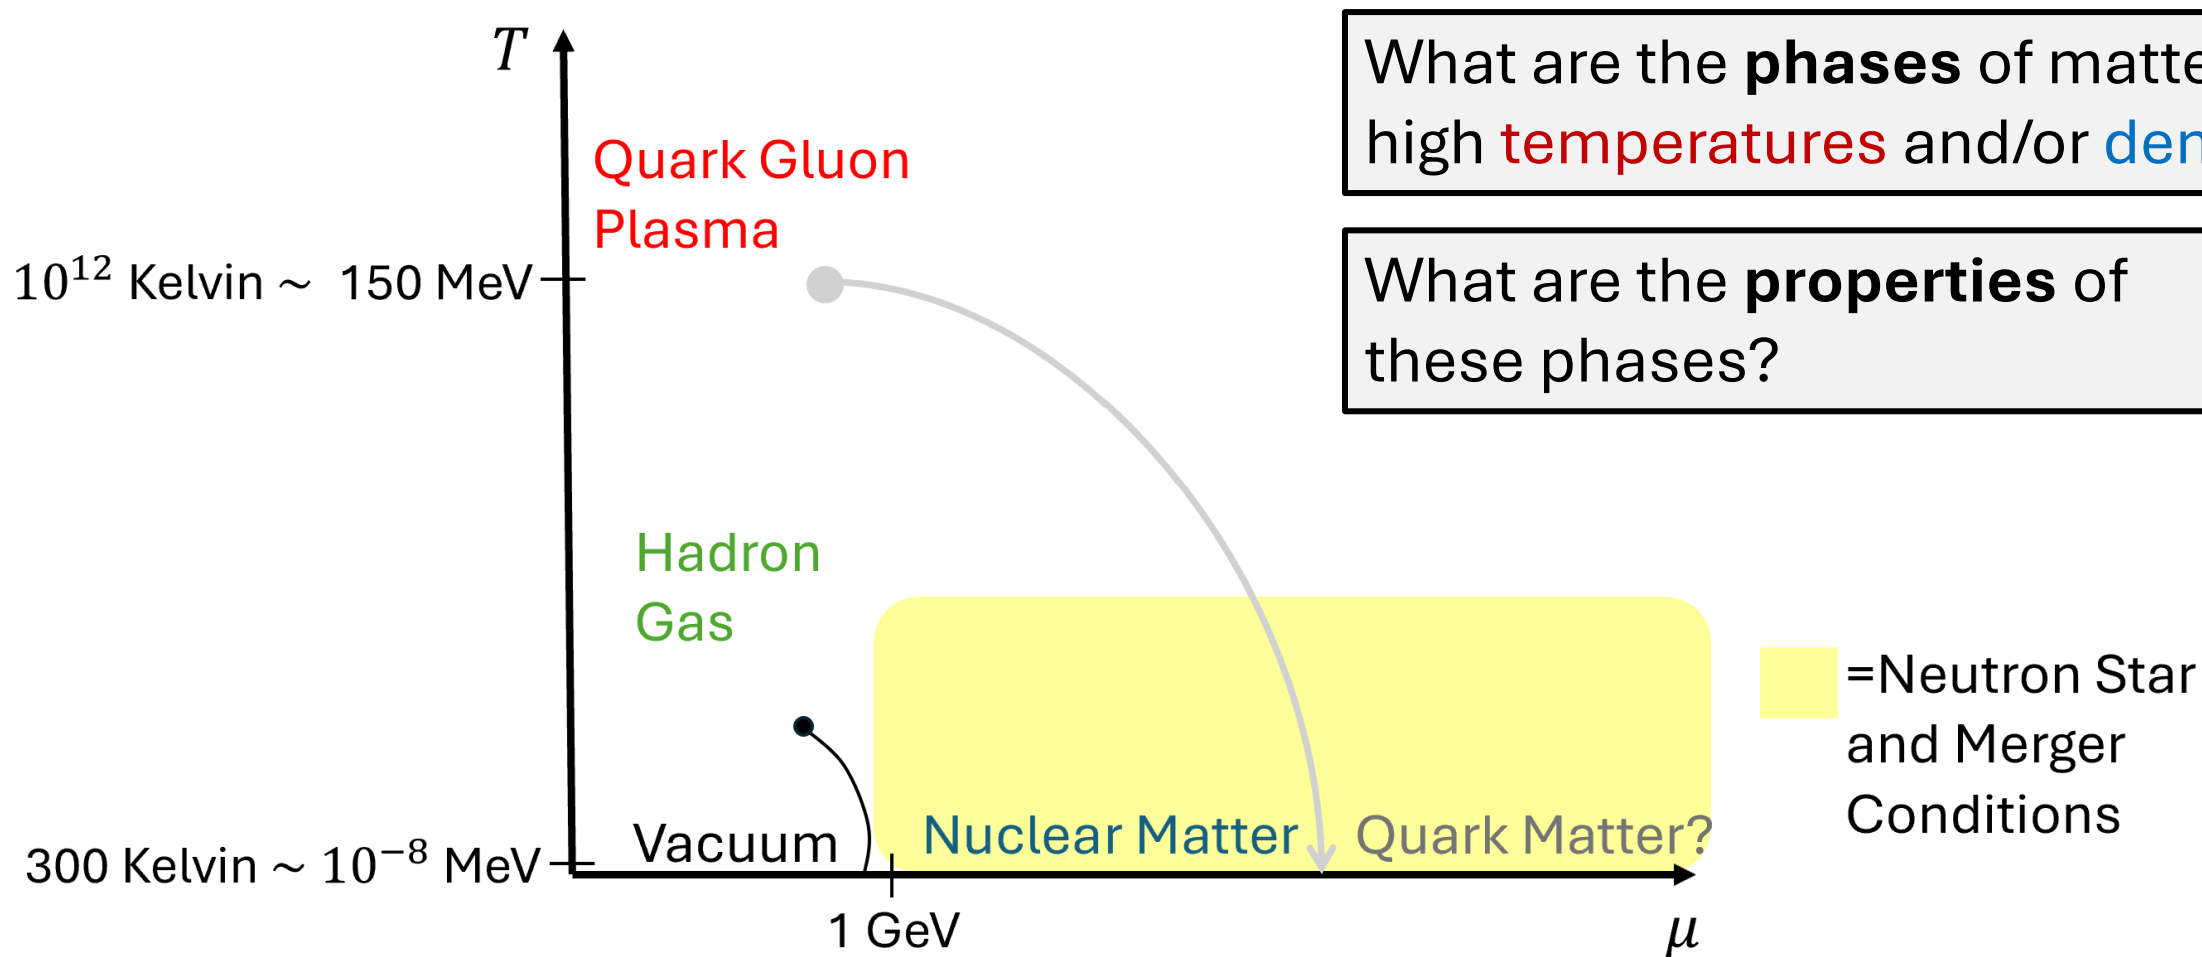 T
What are the phases of matte
high temperatures and/or den
Quark Gluon
Plasma
10¹² Kelvin ~ 150 MeV
What are the properties of
these phases?
Hadron
Gas
=Neutron Star
and Merger
Conditions
Vacuum
Nuclear Matter
Quark Matter?
300 Kelvin ~ 10⁻⁸ MeV
1 GeV
μ